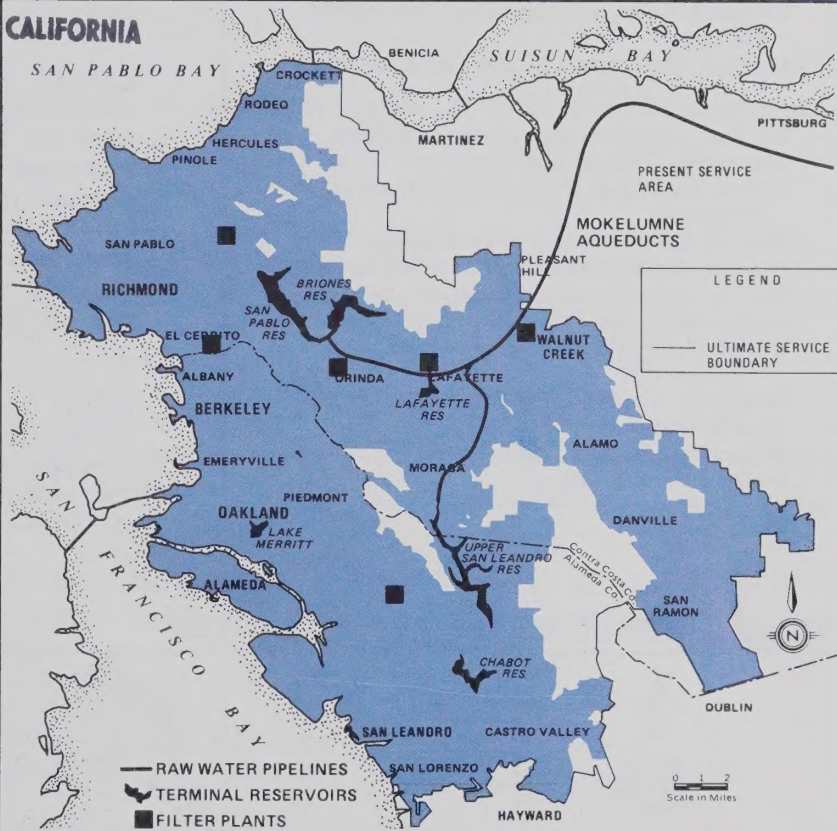 CALIFORNIA
SAN PABLO BAY
BENICIA
SUISUN BAY
CROCKETT
RODEO
HERCULES
PINOLE
MARTINEZ
PITTSBURG
PRESENT SERVICE
AREA
MOKELUMNE
AQUEDUCTS
SAN PABLO
RICHMOND
PLEASANT
HILL
LEGEND
BRIONES
RES
SAN
PABLO
RES
EL CERRITO
WALNUT
CREEK
ULTIMATE SERVICE
BOUNDARY
ALBANY
ORINDA
LAFAYETTE
LAFAYETTE
RES
BERKELEY
ALAMO
EMERYVILLE
MORAGA
PIEDMONT
OAKLAND
LAKE
MERRITT
DANVILLE
UPPER
SAN LEANDRO
RES
Contra Costa Co.
Alameda Co.
ALAMEDA
SAN
RAMON
N
SAN FRANCISCO BAY
CHABOT
RES
DUBLIN
SAN LEANDRO
CASTRO VALLEY
SAN LORENZO
HAYWARD
0 1 2
Scale in Miles
RAW WATER PIPELINES
TERMINAL RESERVOIRS
FILTER PLANTS